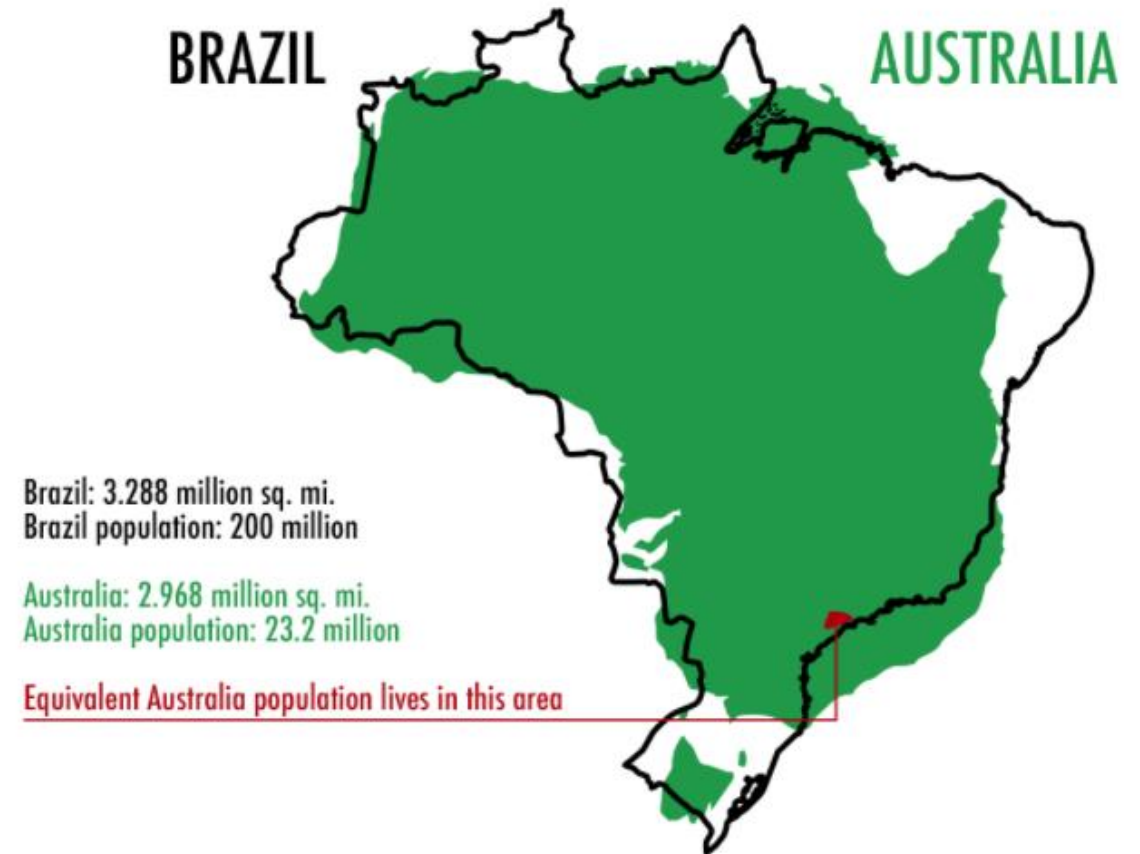 BRAZIL
AUSTRALIA
Brazil: 3.288 million sq. mi.
Brazil population: 200 million
Australia: 2.968 million sq. mi.
Australia population: 23.2 million
Equivalent Australia population lives in this area